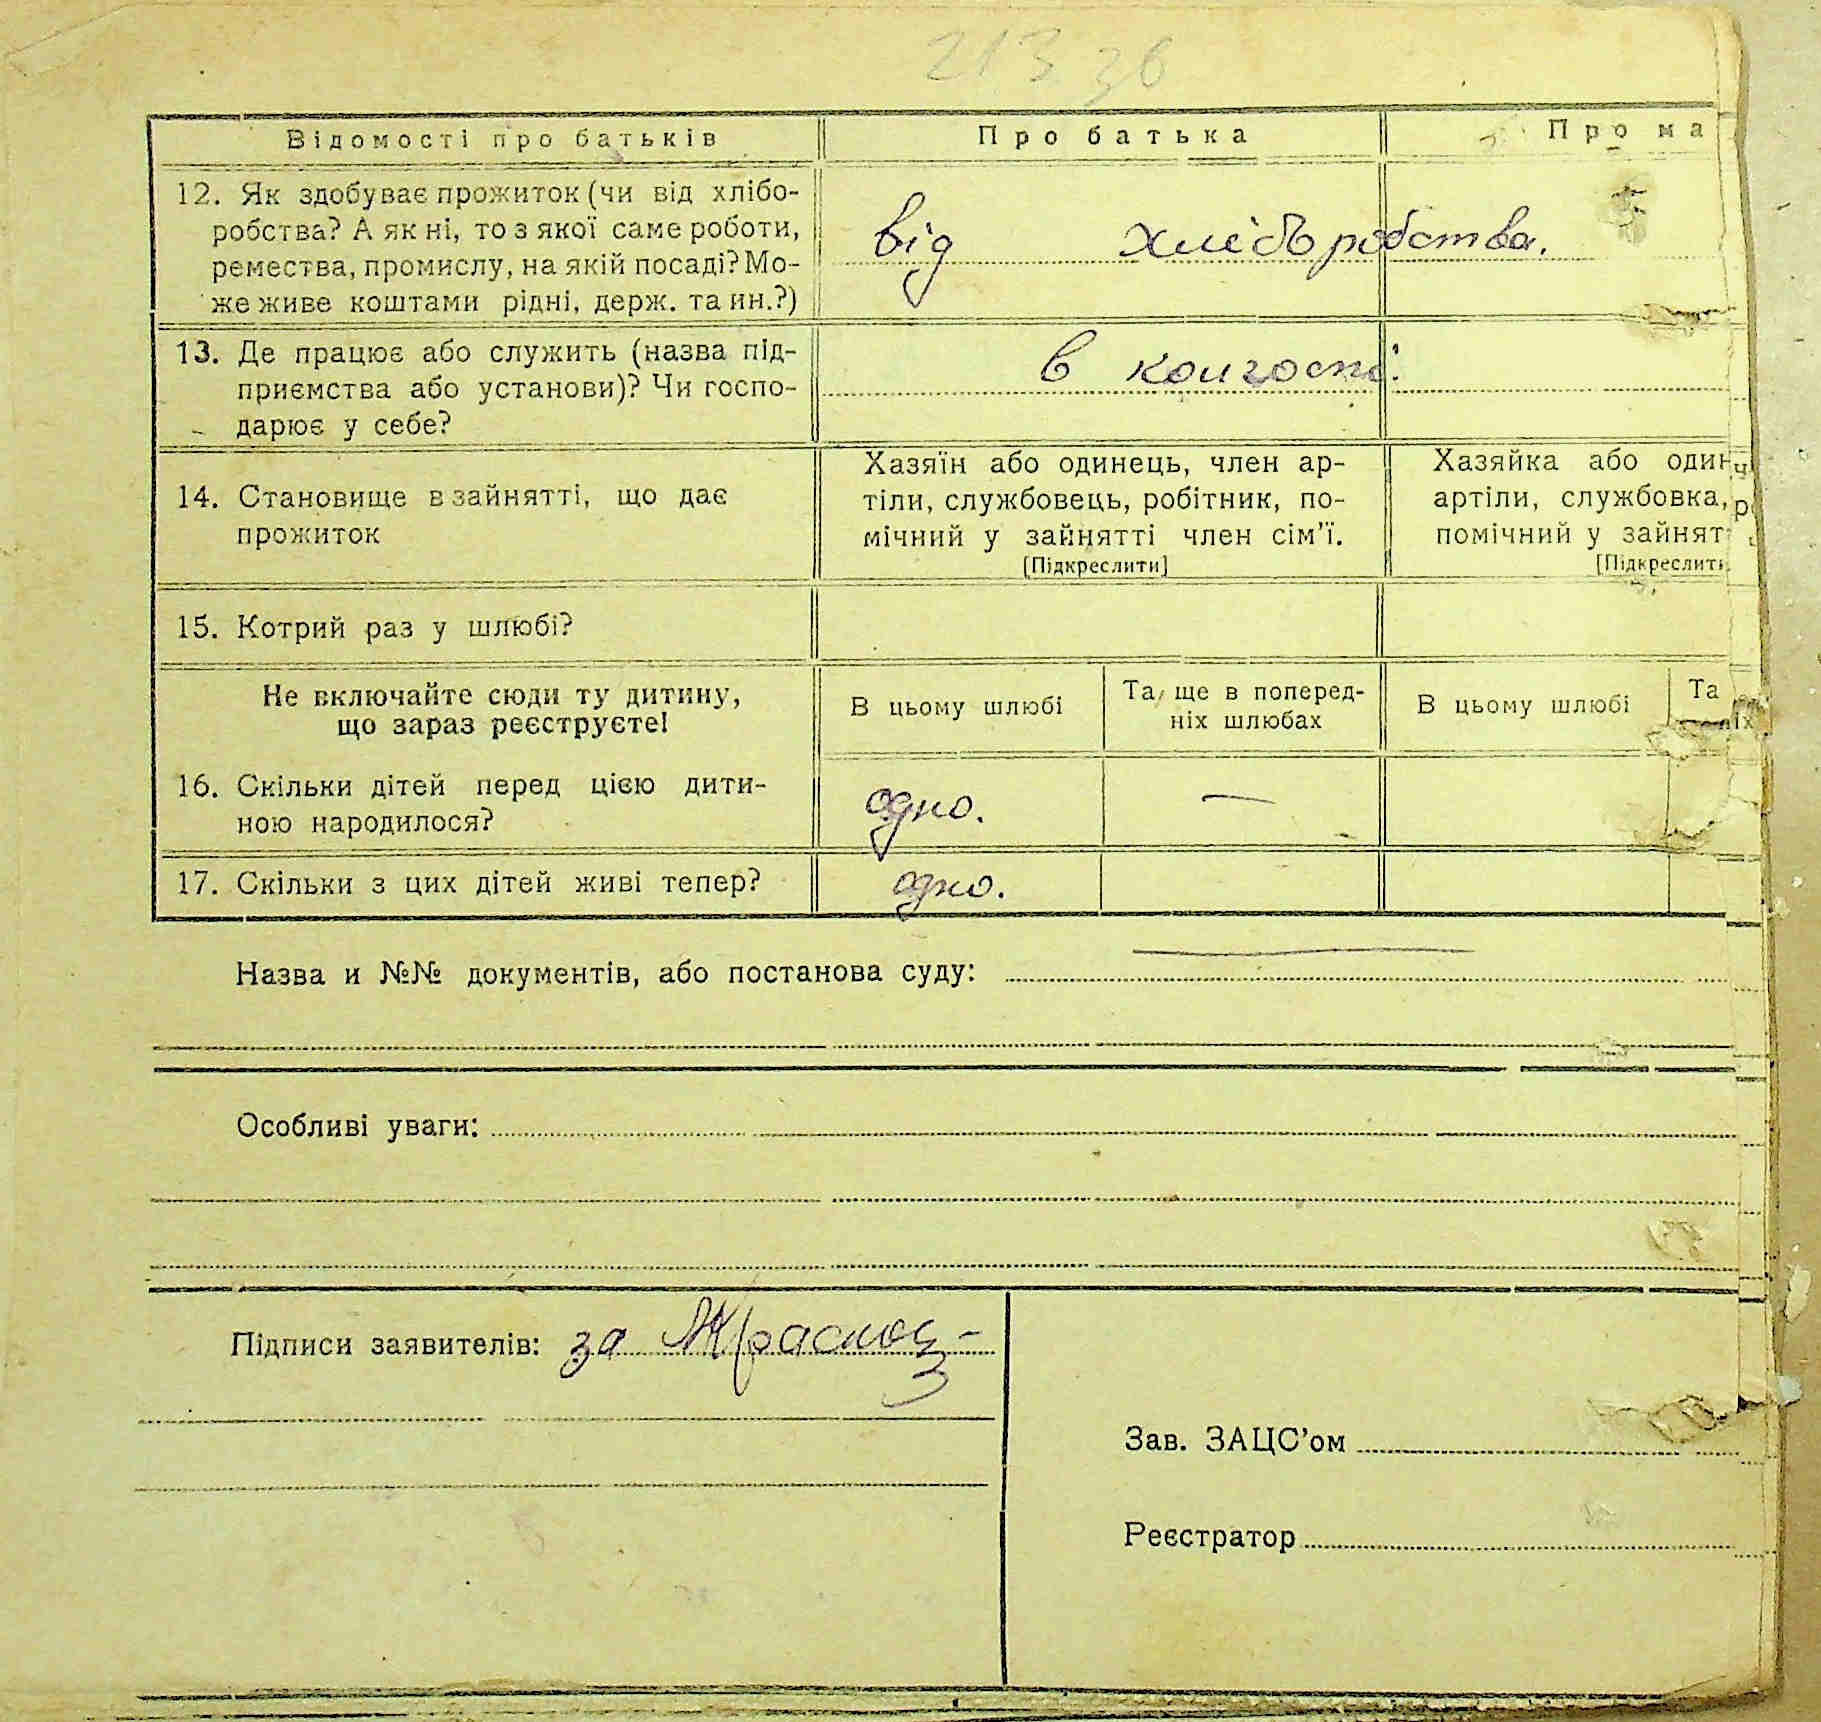 213 36
Відомості про батьків
Про батька
Про ма
12. Як здобуває прожиток (чи від хлібо-
робства? А як ні, то з якої саме роботи,
ремества, промислу, на якій посаді? Мо-
же живе коштами рідні, держ. та ин.?)
від хлібробства.
13. Де працює або служить (назва під-
приємства або установи)? Чи госпо-
дарює у себе?
в колгоспі.
14. Становище в зайнятті, що дає
прожиток
Хазяїн або одинець, член ар-
тіли, службовець, робітник, по-
мічний у зайнятті член сім'ї.
[Підкреслити]
Хазяйка або один
артіли, службовка,
помічний у зайнят
[Підкреслити
15. Котрий раз у шлюбі?
Не включайте сюди ту дитину,
що зараз реєструєте!
В цьому шлюбі
Та ще в поперед-
ніх шлюбах
В цьому шлюбі
Та
ніх
16. Скільки дітей перед цією дити-
ною народилося?
одно. —
17. Скільки з цих дітей живі тепер?
одно.
Назва и №№ документів, або постанова суду:
Особливі уваги:
Підписи заявителів: за
Зав. ЗАЦС'ом
Реєстратор